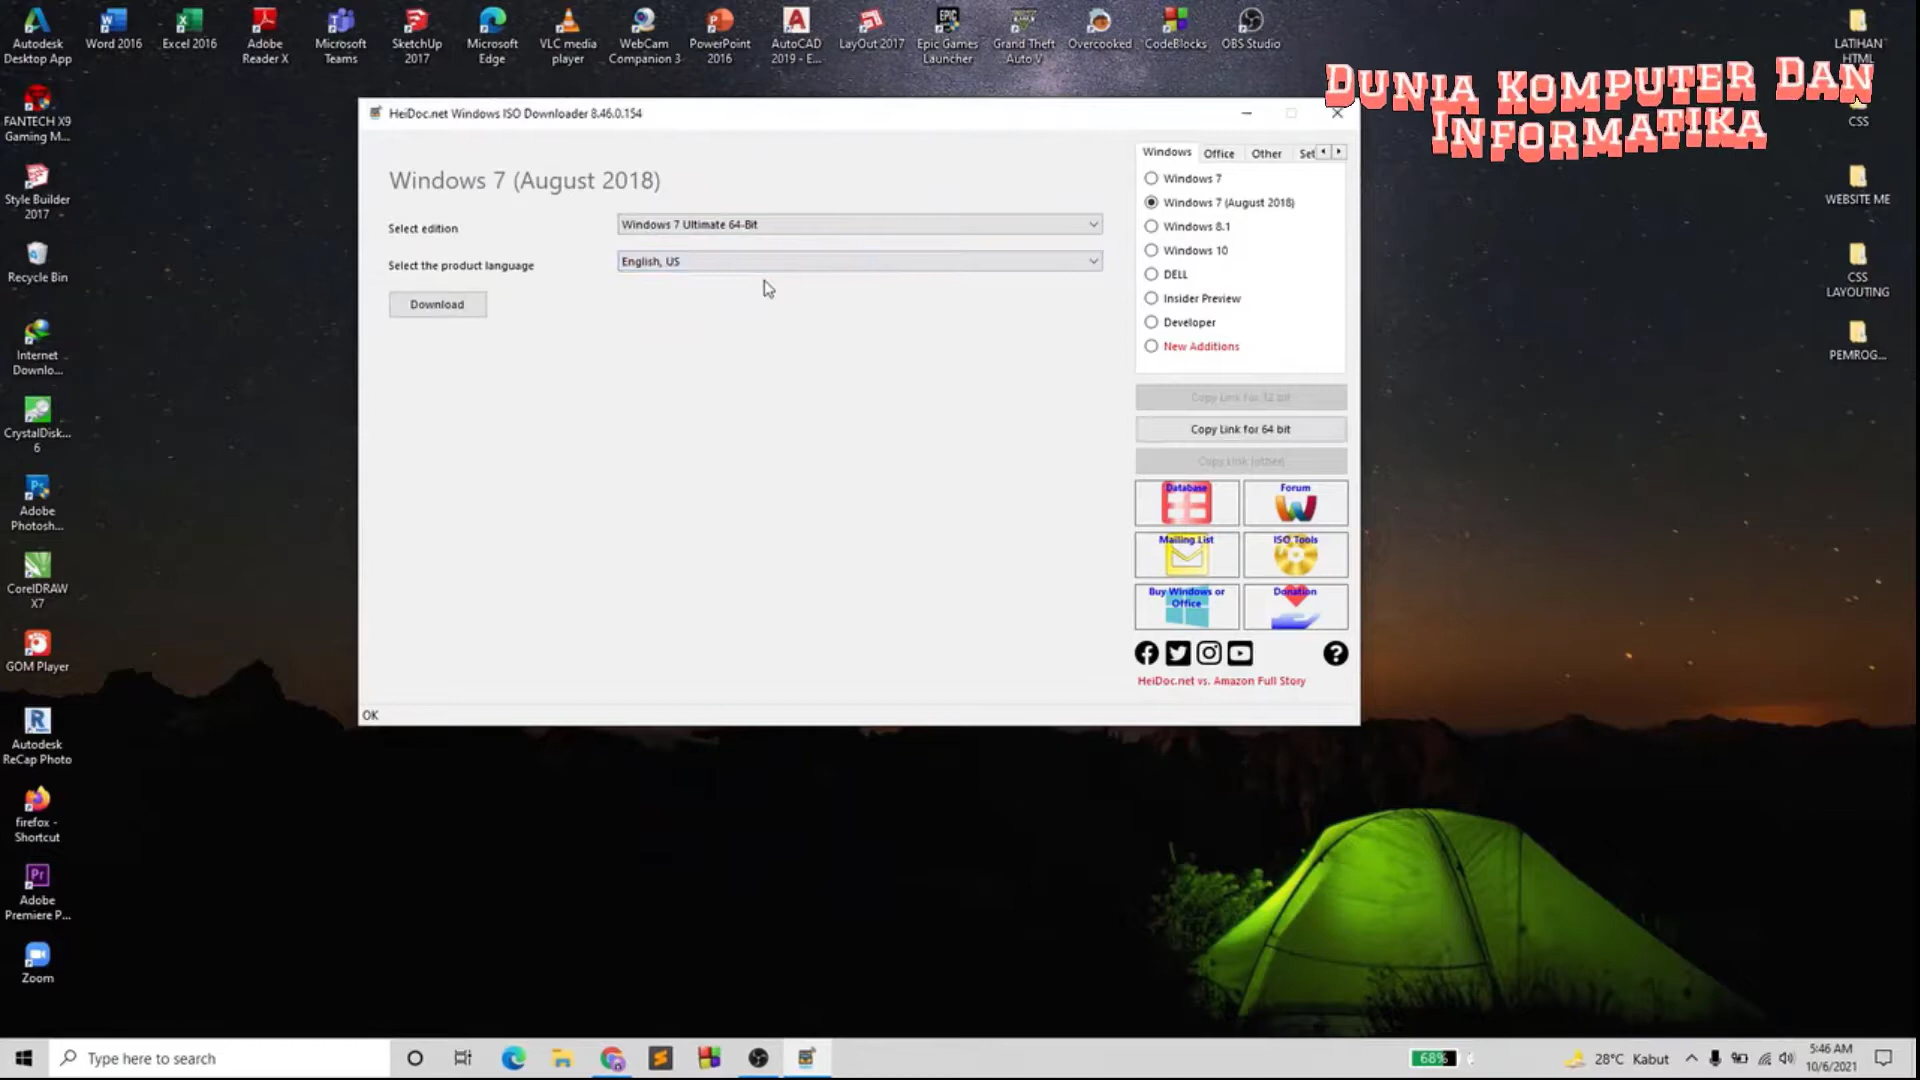 Autodesk Desktop App
Word 2016
Excel 2016
Adobe Reader X
Microsoft Teams
SketchUp 2017
Microsoft Edge
VLC media player
WebCam Companion 3
PowerPoint 2016
AutoCAD 2019 - E...
LayOut 2017
Epic Games Launcher
Grand Theft Auto V
Overcooked
CodeBlocks
OBS Studio
LATIHAN HTML
DUNIA KOMPUTER DAN
INFORMATIKA
FANTECH X9 Gaming M...
CSS
Style Builder 2017
WEBSITE ME
Recycle Bin
CSS LAYOUTING
Internet Downlo...
PEMROG...
CrystalDisk... 6
Adobe Photosh...
CorelDRAW X7
GOM Player
Autodesk ReCap Photo
firefox - Shortcut
Adobe Premiere P...
Zoom
HeiDoc.net Windows ISO Downloader 8.46.0.154
Windows 7 (August 2018)
Select edition
Windows 7 Ultimate 64-Bit
Select the product language
English, US
Download
Windows Office Other Set
Windows 7
Windows 7 (August 2018)
Windows 8.1
Windows 10
DELL
Insider Preview
Developer
New Additions
Copy Link for 32 bit
Copy Link for 64 bit
Copy Link (other)
Database
Forum
Mailing List
ISO Tools
Buy Windows or Office
Donation
HeiDoc.net vs. Amazon Full Story
OK
Type here to search
68%
28°C Kabut
5:46 AM
10/6/2021